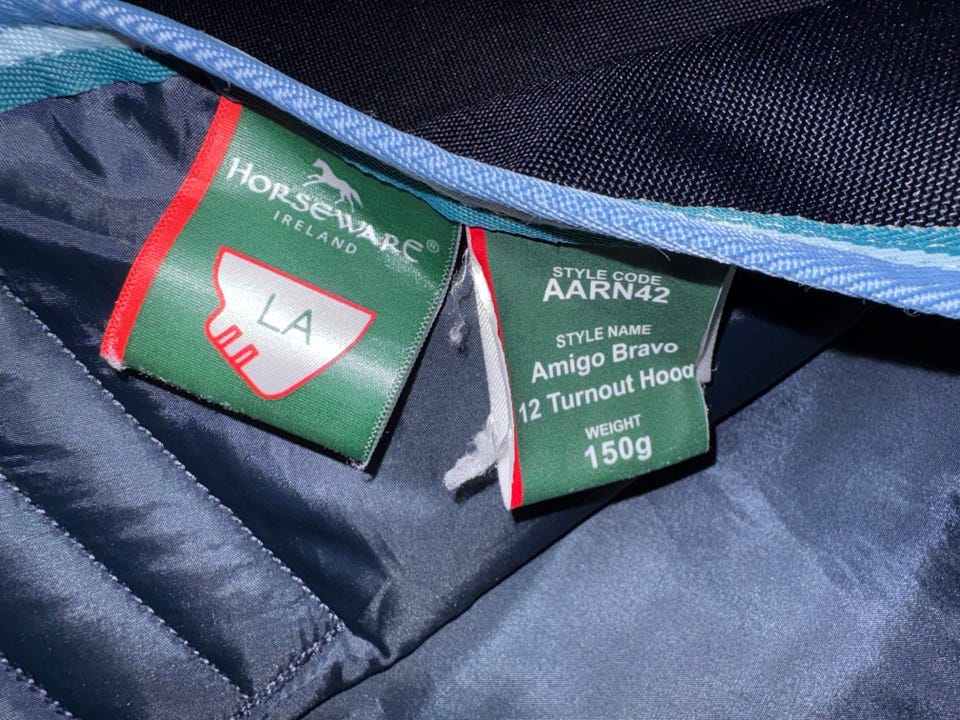 HORSEWARE®
IRELAND
LA
STYLE CODE
AARN42
STYLE NAME
Amigo Bravo
12 Turnout Hood
WEIGHT
150g